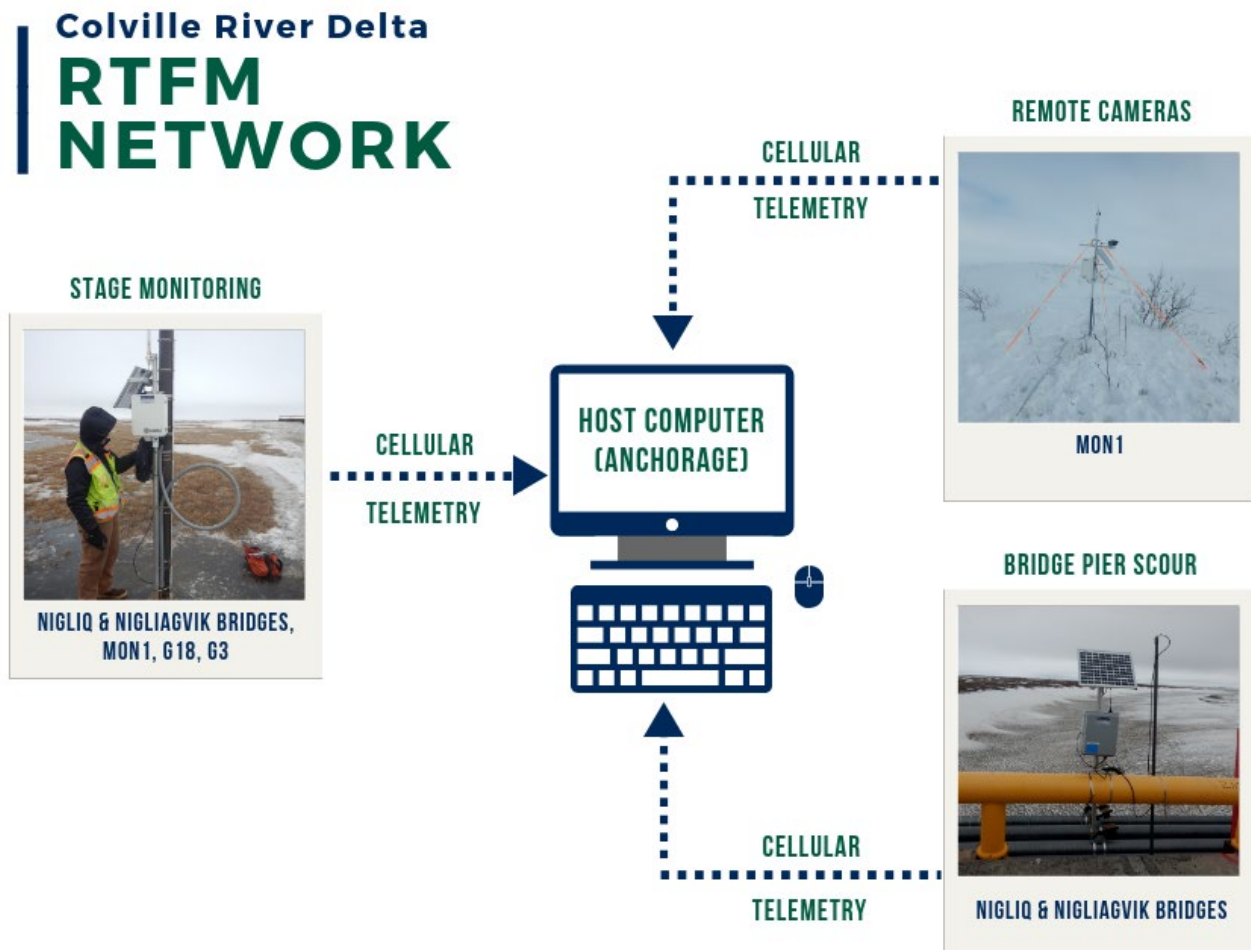 Colville River Delta
RTFM
NETWORK
REMOTE CAMERAS
CELLULAR
TELEMETRY
MON1
STAGE MONITORING
NIGLIQ & NIGLIAGVIK BRIDGES,
MON1, G18, G3
CELLULAR
TELEMETRY
HOST COMPUTER
(ANCHORAGE)
BRIDGE PIER SCOUR
NIGLIQ & NIGLIAGVIK BRIDGES
CELLULAR
TELEMETRY